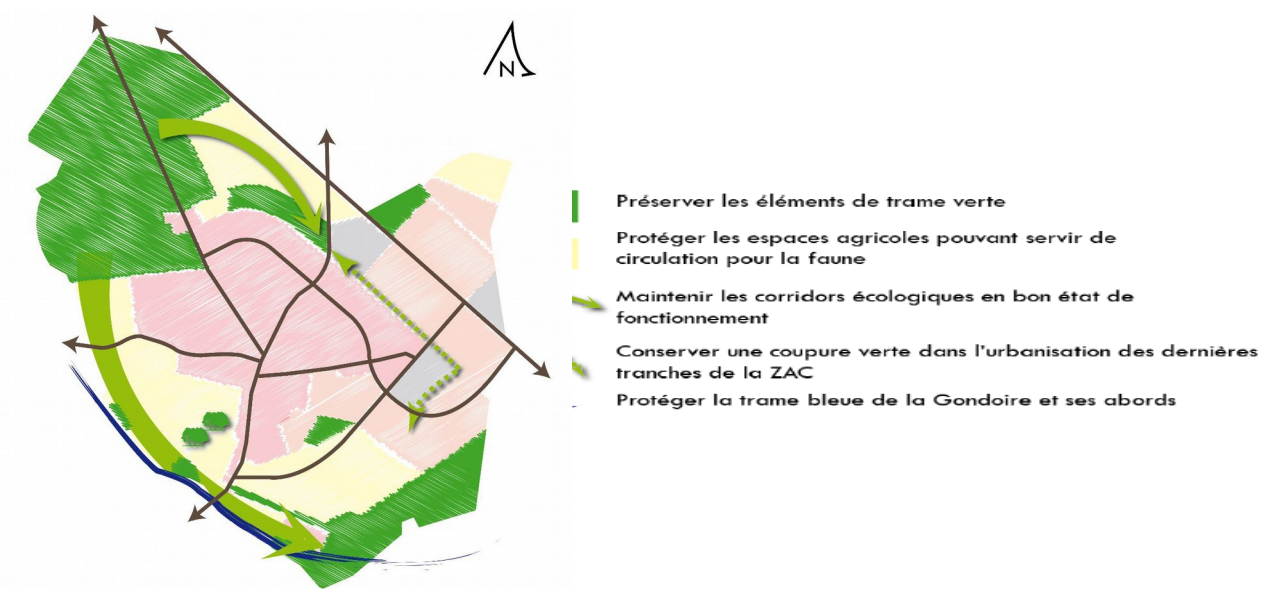 N
Préserver les éléments de trame verte
Protéger les espaces agricoles pouvant servir de
circulation pour la faune
Maintenir les corridors écologiques en bon état de
fonctionnement
Conserver une coupure verte dans l'urbanisation des dernières
tranches de la ZAC
Protéger la trame bleue de la Gondoire et ses abords